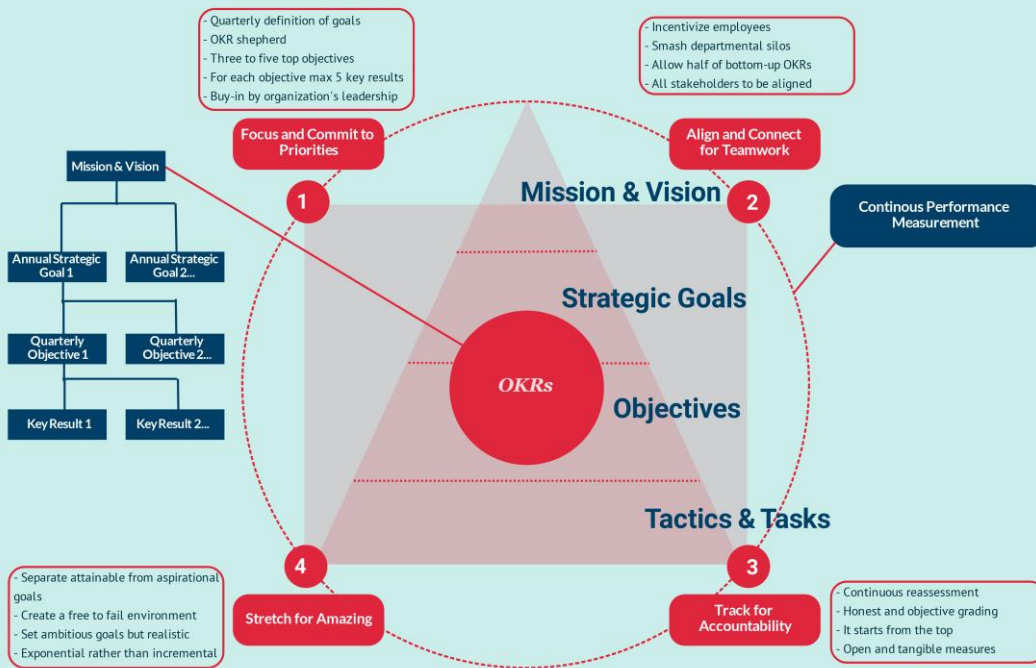 - Quarterly definition of goals
- OKR shepherd
- Three to five top objectives
- For each objective max 5 key results
- Buy-in by organization's leadership
- Incentivize employees
- Smash departmental silos
- Allow half of bottom-up OKRs
- All stakeholders to be aligned
Focus and Commit to
Priorities
Align and Connect
for Teamwork
Mission & Vision
1
Mission & Vision
2
Continous Performance
Measurement
Annual Strategic
Goal 1
Annual Strategic
Goal 2...
Strategic Goals
Quarterly
Objective 1
Quarterly
Objective 2...
OKRs
Objectives
Key Result 1
Key Result 2...
Tactics & Tasks
4
3
- Separate attainable from aspirational
goals
- Create a free to fail environment
- Set ambitious goals but realistic
- Exponential rather than incremental
Stretch for Amazing
Track for
Accountability
- Continuous reassessment
- Honest and objective grading
- It starts from the top
- Open and tangible measures